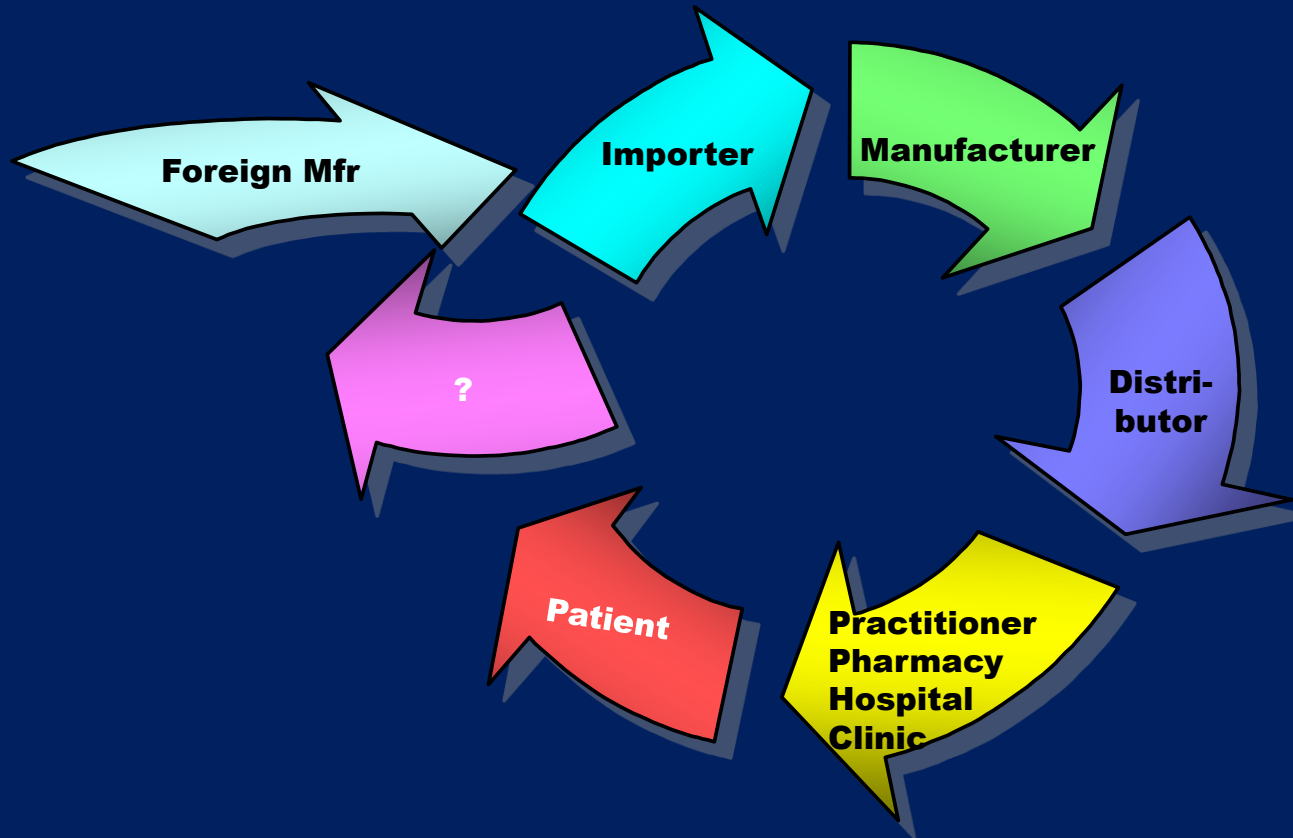 Foreign Mfr
Importer
Manufacturer
Distri-
butor
Practitioner
Pharmacy
Hospital
Clinic
Patient
?